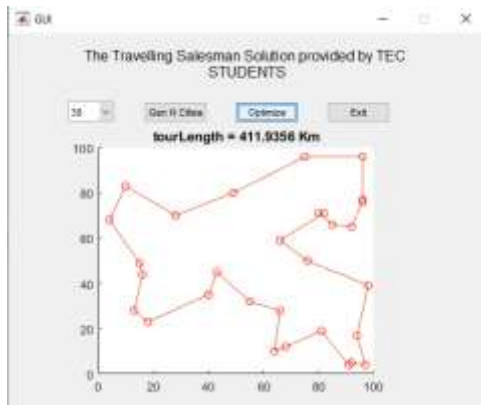 GUI
The Travelling Salesman Solution provided by TEC
STUDENTS
Gen N Cities
Optimize
Exit
tourLength = 411.9356 Km
100
80
60
40
20
0
0 20 40 60 80 100